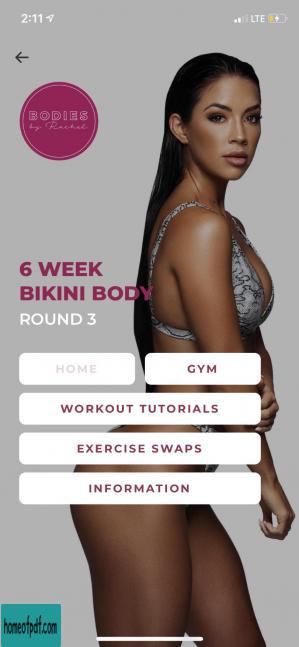 2:11
LTE
BODIES
by Rachel
6 WEEK
BIKINI BODY
ROUND 3
HOME
GYM
WORKOUT TUTORIALS
EXERCISE SWAPS
INFORMATION
homeofpdf.com